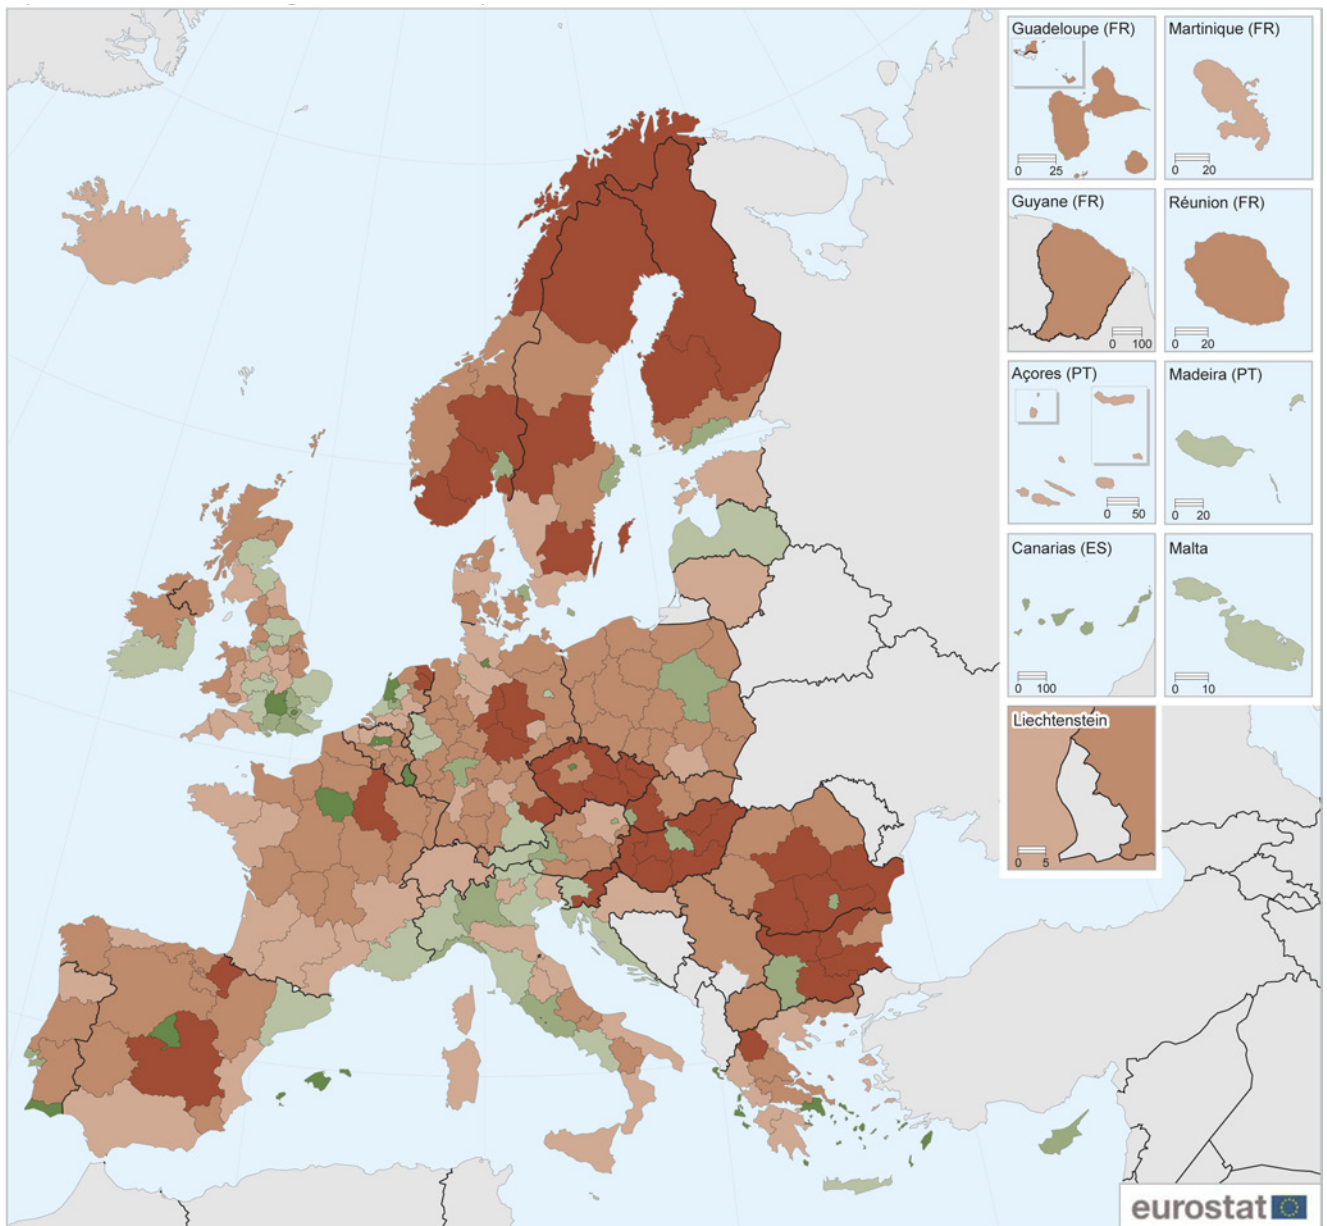 Guadeloupe (FR)
0 25
Martinique (FR)
0 20
Guyane (FR)
0 100
Réunion (FR)
0 20
Açores (PT)
0 50
Madeira (PT)
0 20
Canarias (ES)
0 100
Malta
0 10
Liechtenstein
0 5
eurostat